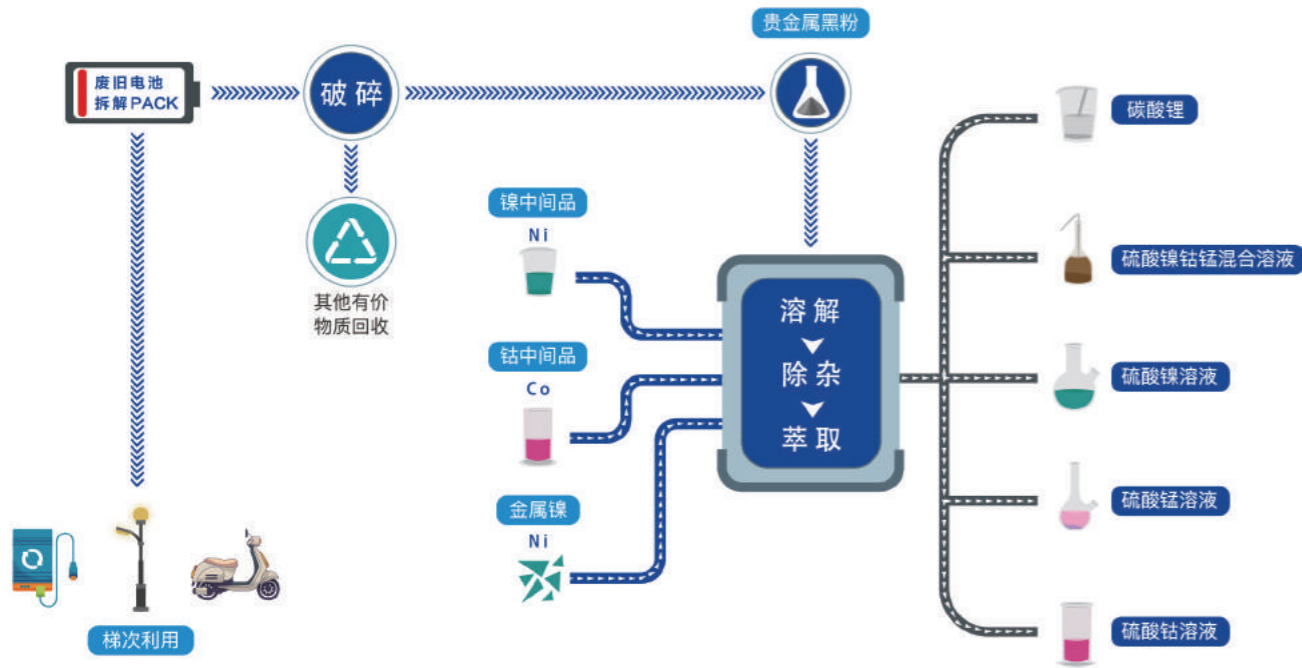 贵金属黑粉
废旧电池
拆解PACK
破碎
碳酸锂
镍中间品
Ni
其他有价
物质回收
硫酸镍钴锰混合溶液
溶解
钴中间品
Co
除杂
硫酸镍溶液
萃取
金属镍
Ni
硫酸锰溶液
梯次利用
硫酸钴溶液